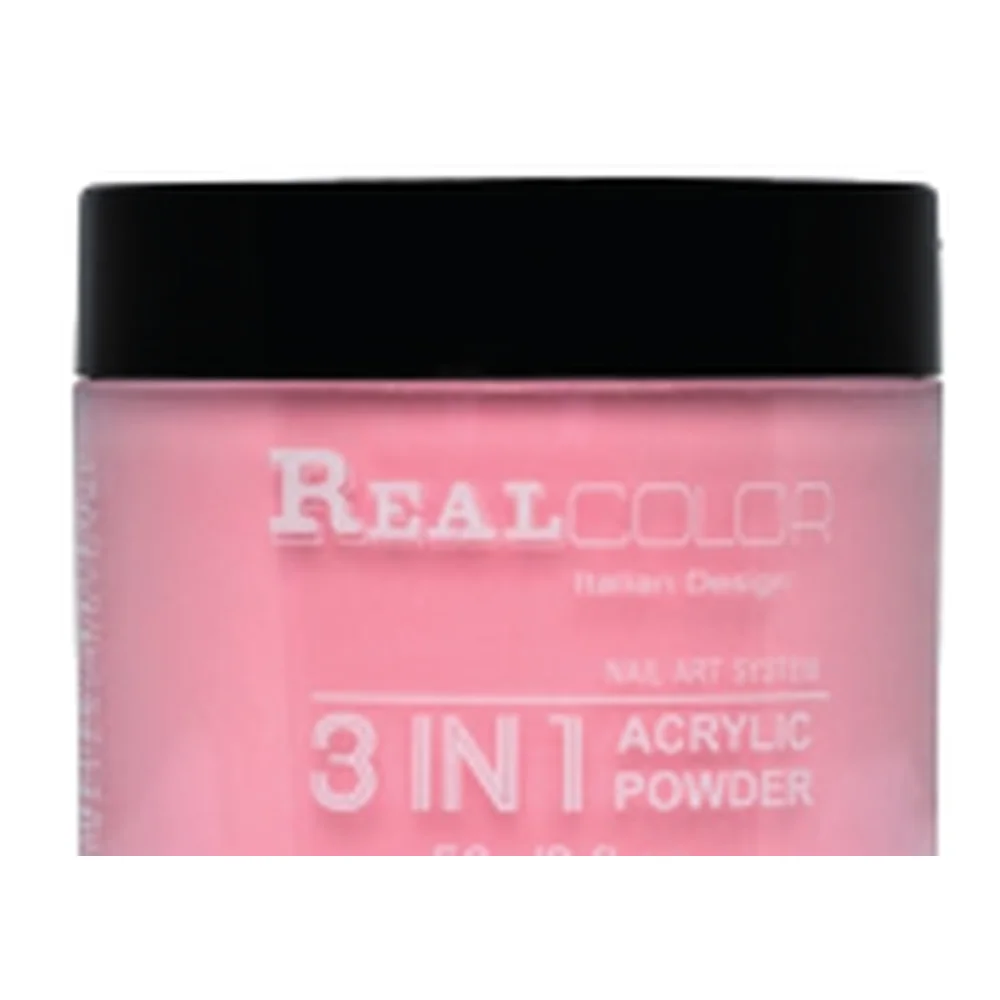 REALCOLOR
Italian Design
NAIL ART SYSTEM
3 IN 1 ACRYLIC
POWDER